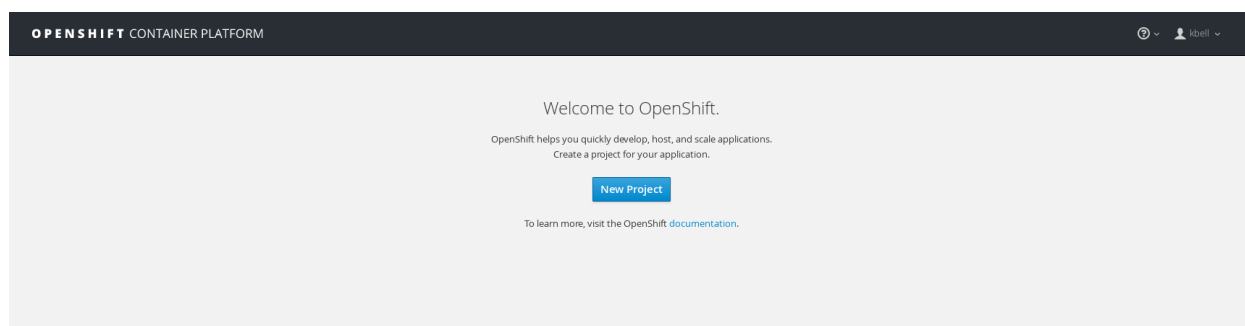 OPENSHIFT CONTAINER PLATFORM
kbell
Welcome to OpenShift.
OpenShift helps you quickly develop, host, and scale applications.
Create a project for your application.
New Project
To learn more, visit the OpenShift documentation.